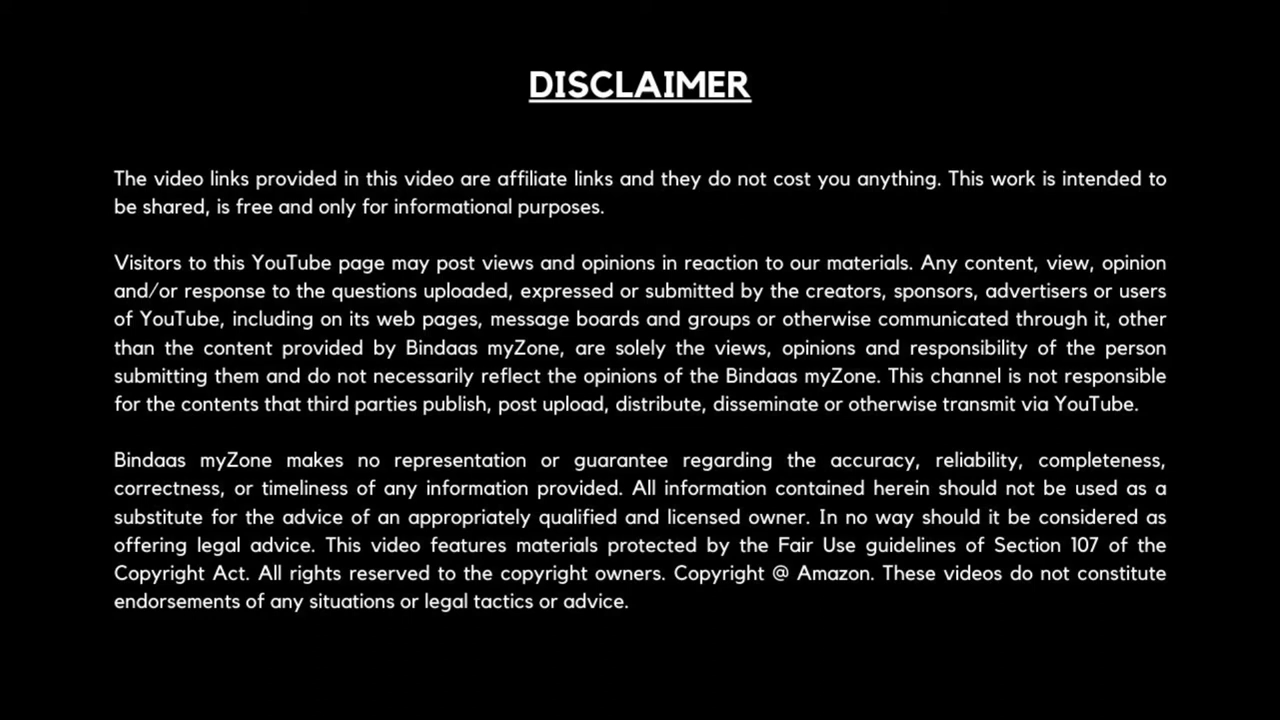 DISCLAIMER
The video links provided in this video are affiliate links and they do not cost you anything. This work is intended to
be shared, is free and only for informational purposes.
Visitors to this YouTube page may post views and opinions in reaction to our materials. Any content, view, opinion
and/or response to the questions uploaded, expressed or submitted by the creators, sponsors, advertisers or users
of YouTube, including on its web pages, message boards and groups or otherwise communicated through it, other
than the content provided by Bindaas myZone, are solely the views, opinions and responsibility of the person
submitting them and do not necessarily reflect the opinions of the Bindaas myZone. This channel is not responsible
for the contents that third parties publish, post upload, distribute, disseminate or otherwise transmit via YouTube.
Bindaas myZone makes no representation or guarantee regarding the accuracy, reliability, completeness,
correctness, or timeliness of any information provided. All information contained herein should not be used as a
substitute for the advice of an appropriately qualified and licensed owner. In no way should it be considered as
offering legal advice. This video features materials protected by the Fair Use guidelines of Section 107 of the
Copyright Act. All rights reserved to the copyright owners. Copyright @ Amazon. These videos do not constitute
endorsements of any situations or legal tactics or advice.